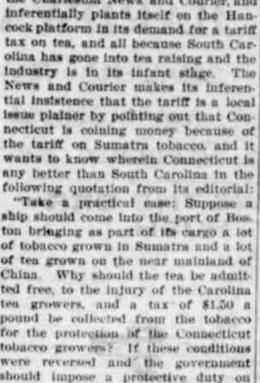 the Charleston News and Courier, and
inferentially plants itself on the Han-
cock platform in its demand for a tariff
tax on tea, and all because South Car-
olina has gone into tea raising and the
industry is in its infant stage. The
News and Courier makes its inferen-
tial insistence that the tariff is a local
issue plainer by pointing out that Con-
necticut is coining money because of
the tariff on Sumatra tobacco, and it
wants to know wherein Connecticut is
any better than South Carolina in the
following quotation from its editorial:
"Take a practical case: Suppose a
ship should come into the port of Bos-
ton bringing as part of its cargo a lot
of tobacco grown in Sumatra and a lot
of tea grown on the near mainland of
China. Why should the tea be admit-
ted free, to the injury of the Carolina
tea growers, and a tax of $1.50 a
pound be collected from the tobacco
for the protection of the Connecticut
tobacco growers? If these conditions
were reversed and the government
should impose a protective duty on